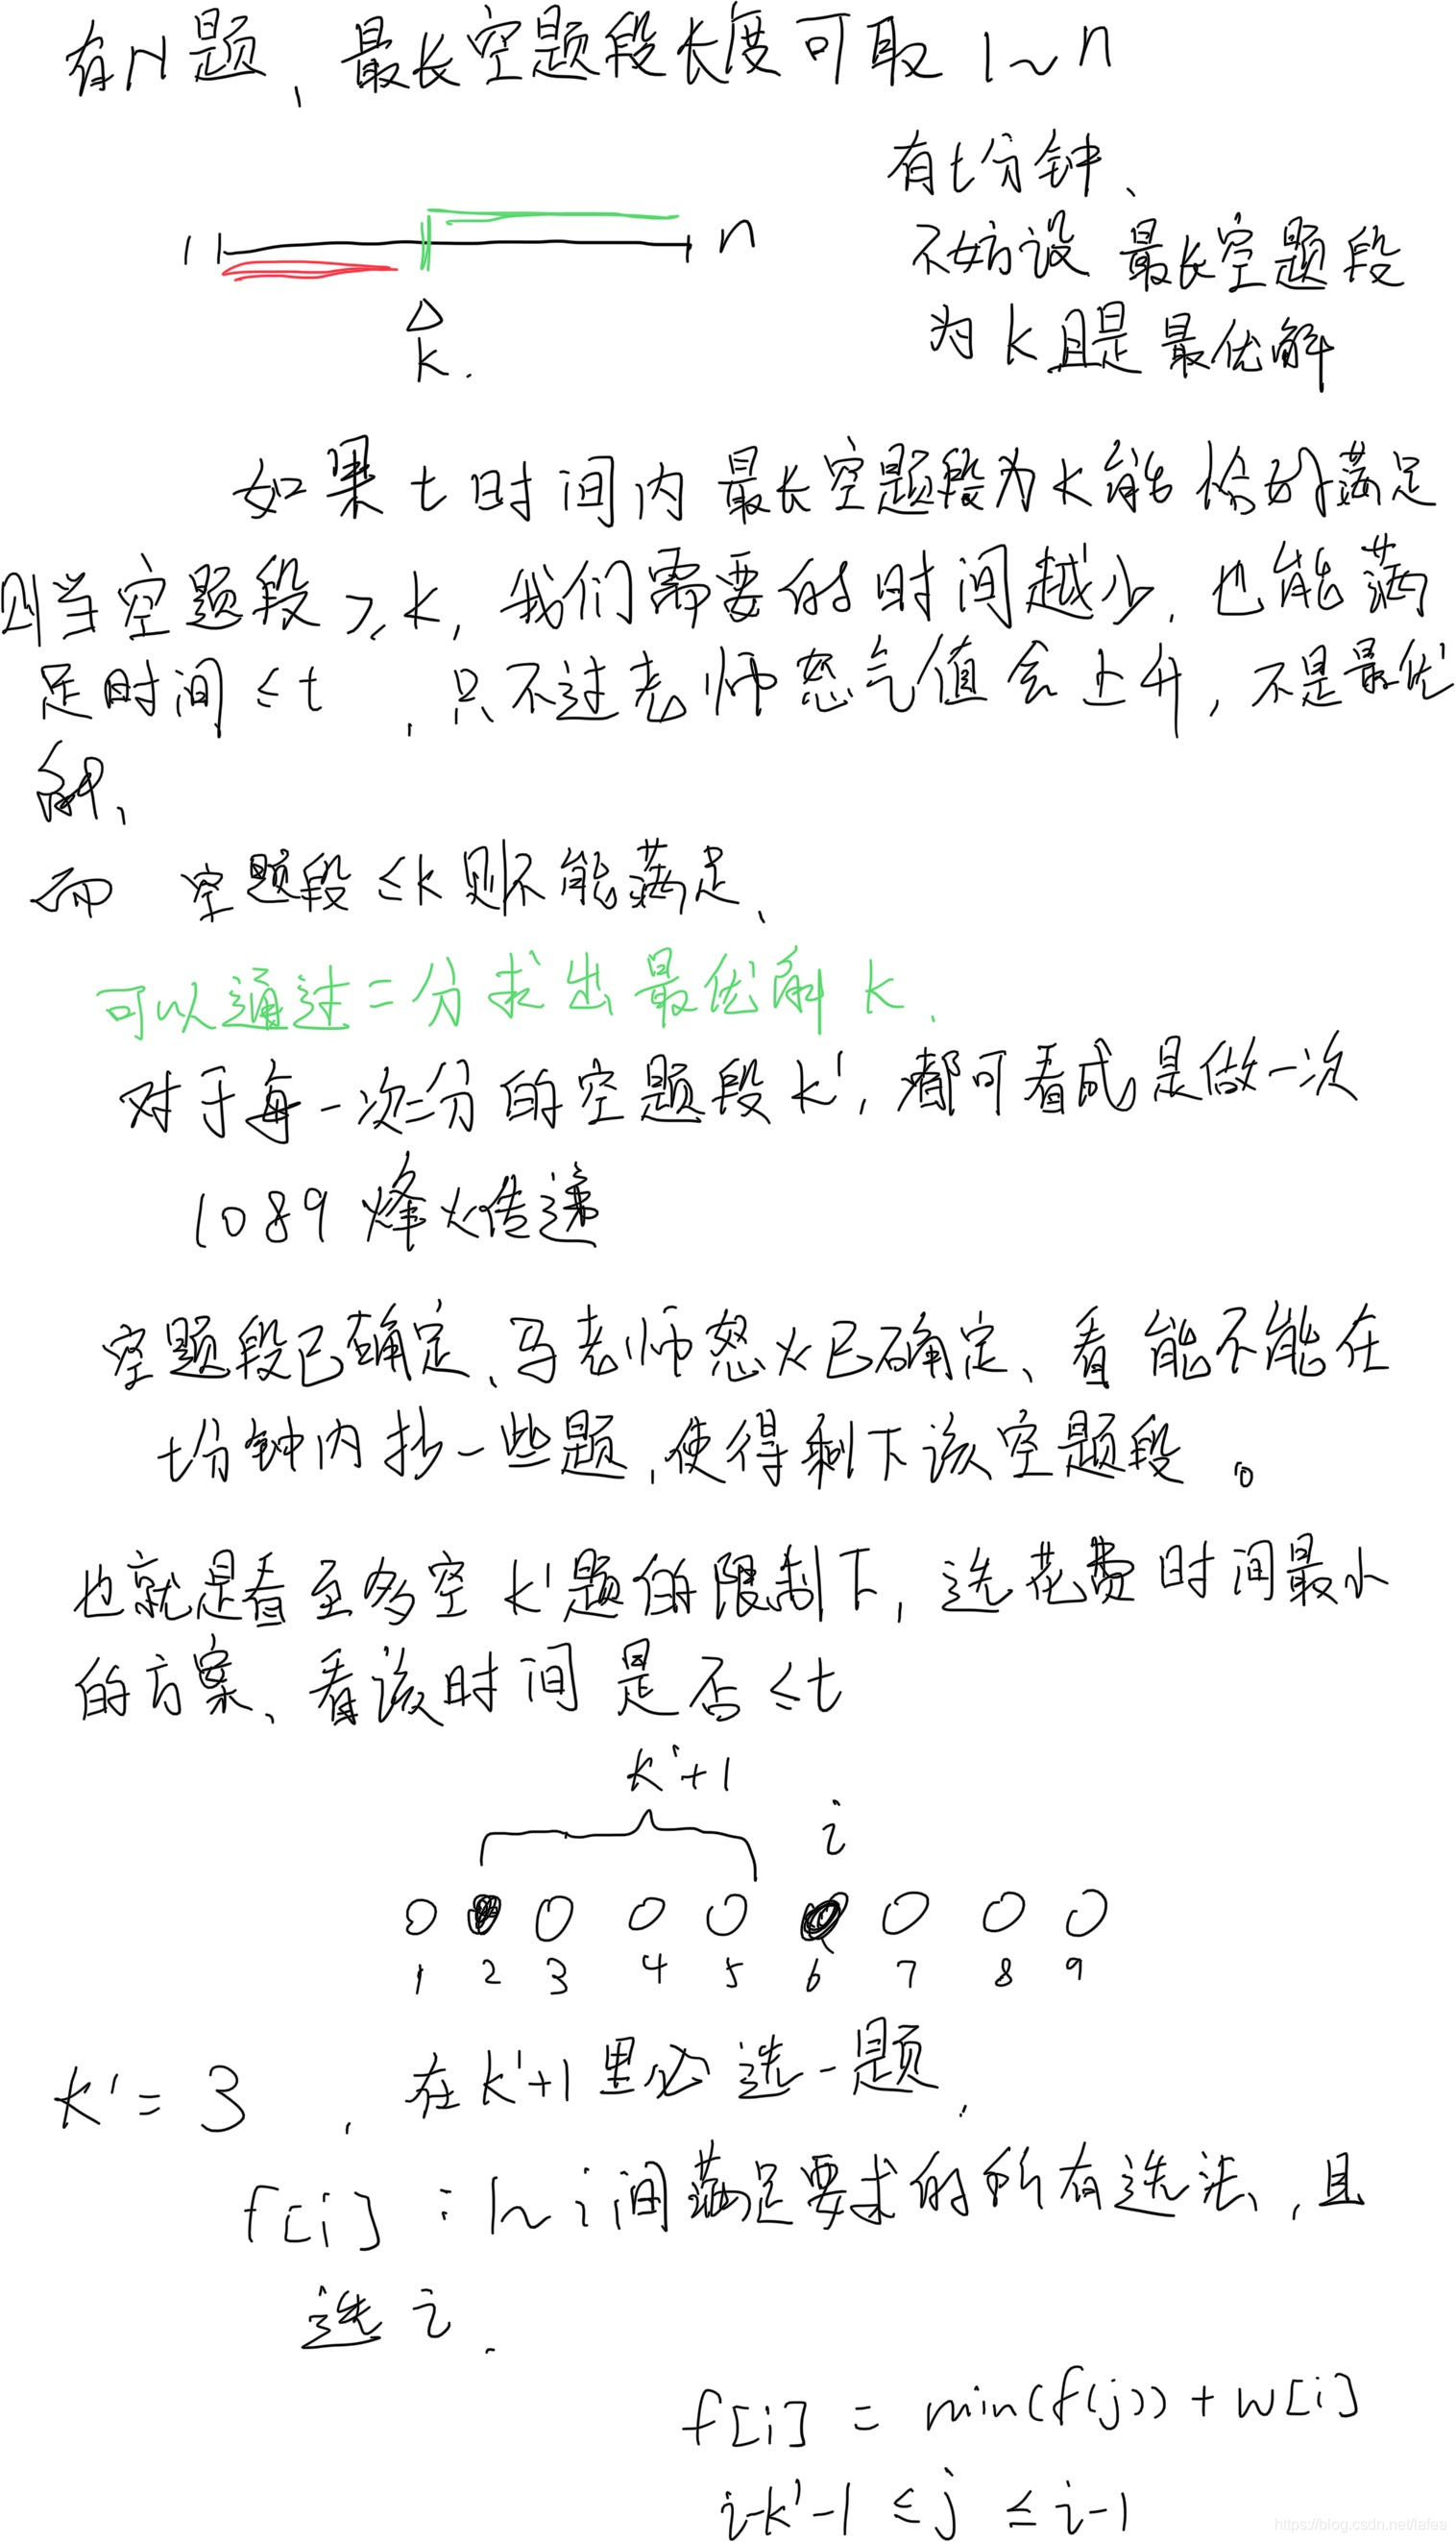 有N题、最长空题段长度可取 1~n
有t分钟、
不妨设 最长空题段
为k且是最优解
1 n
k.
如果 t 时间内 最长空题段为k能恰好满足
则当空题段 ≥k, 我们需要的时间越少, 也能满
足时间 ≤t , 只不过老师怒气值会上升, 不是最优
解、
而 空题段 ≤k 则不能满足、
可以通过二分求出最优解 k.
对于每一次二分的空题段 k', 都可看成是做一次
1089 烽火传递
空题段已确定、马老师怒火已确定、看能不能在
t分钟内抄一些题,使得剩下该空题段。
也就是看至多空 k'题的限制下, 选花费时间最小
的方案、看该时间是否 ≤t
k'+1
i
1 2 3 4 5 6 7 8 9
k'=3 , 在k'+1里必选一题,
f[i] : 1~i间满足要求的所有选法, 且
选 i.
f[i] = min(f(j)) + w[i]
i-k'-1 ≤ j ≤ i-1
https://blog.csdn.net/lafea